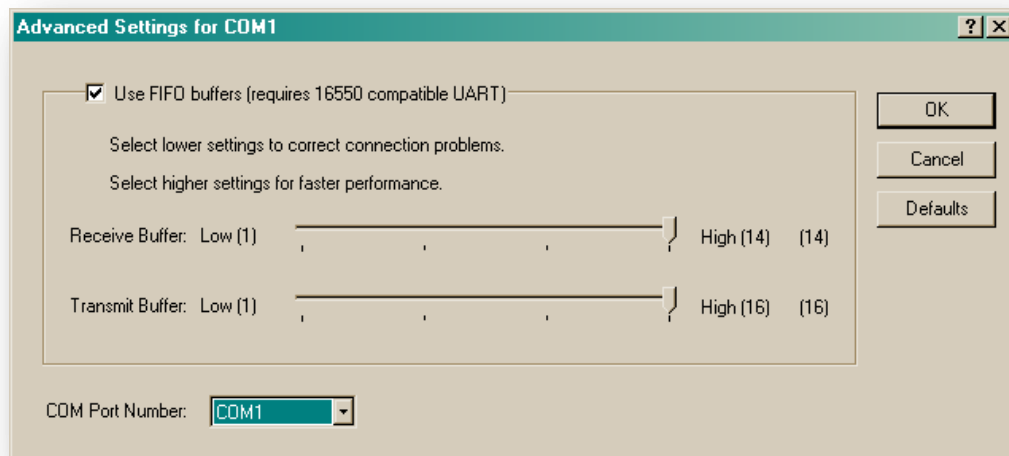 Advanced Settings for COM1
Use FIFO buffers (requires 16550 compatible UART)
OK
Select lower settings to correct connection problems.
Cancel
Select higher settings for faster performance.
Defaults
Receive Buffer: Low (1) High (14) (14)
Transmit Buffer: Low (1) High (16) (16)
COM Port Number: COM1